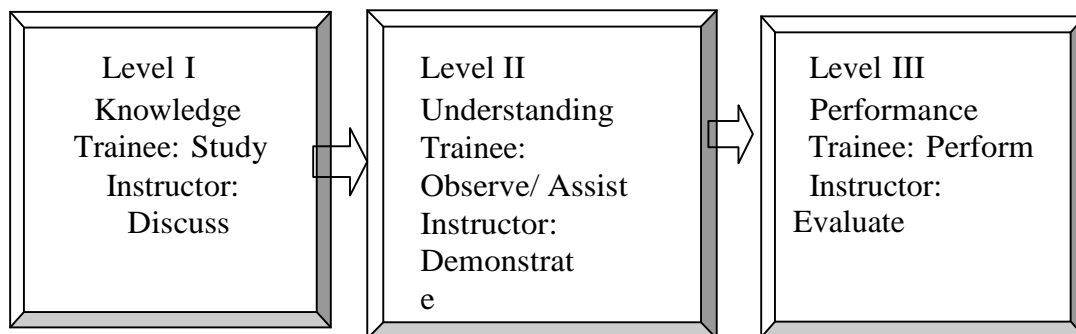 Level I
Knowledge
Trainee: Study
Instructor:
Discuss
Level II
Understanding
Trainee:
Observe/ Assist
Instructor:
Demonstrat
e
Level III
Performance
Trainee: Perform
Instructor:
Evaluate